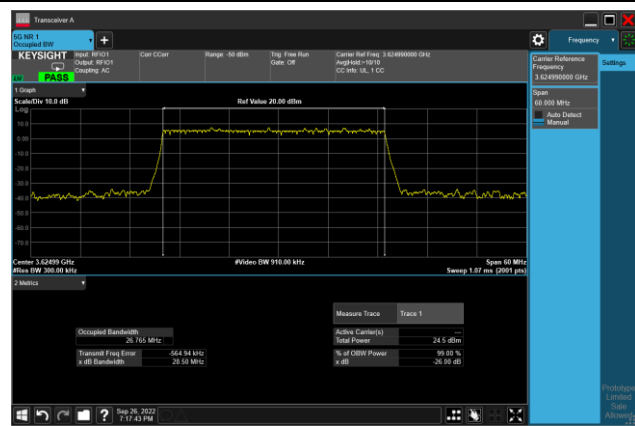 Transceiver A
5G NR 1
Occupied BW
Frequency
KEYSIGHT
Input: RFIO1
Output: RFIO1
Coupling: AC
Corr CCorr
Range: -50 dBm
Trig: Free Run
Gate: Off
Carrier Ref Freq: 3.624990000 GHz
Avg|Hold:>10/10
CC Info: UL, 1 CC
PASS
Carrier Reference
Frequency
3.624990000 GHz
Settings
Span
60.000 MHz
Auto Detect
Manual
1 Graph
Scale/Div 10.0 dB
Ref Value 20.00 dBm
Log
10.0
0.00
-10.0
-20.0
-30.0
-40.0
-50.0
-60.0
-70.0
Center 3.62499 GHz
#Video BW 910.00 kHz
Span 60 MHz
#Res BW 300.00 kHz
Sweep 1.07 ms (2001 pts)
2 Metrics
Measure Trace
Trace 1
Occupied Bandwidth
26.765 MHz
Active Carrier(s)
---
Total Power
24.5 dBm
Transmit Freq Error
-564.94 kHz
x dB Bandwidth
28.50 MHz
% of OBW Power
99.00 %
x dB
-26.00 dB
Prototype
Limited
Sale
Allowed
Sep 26, 2022
7:17:43 PM